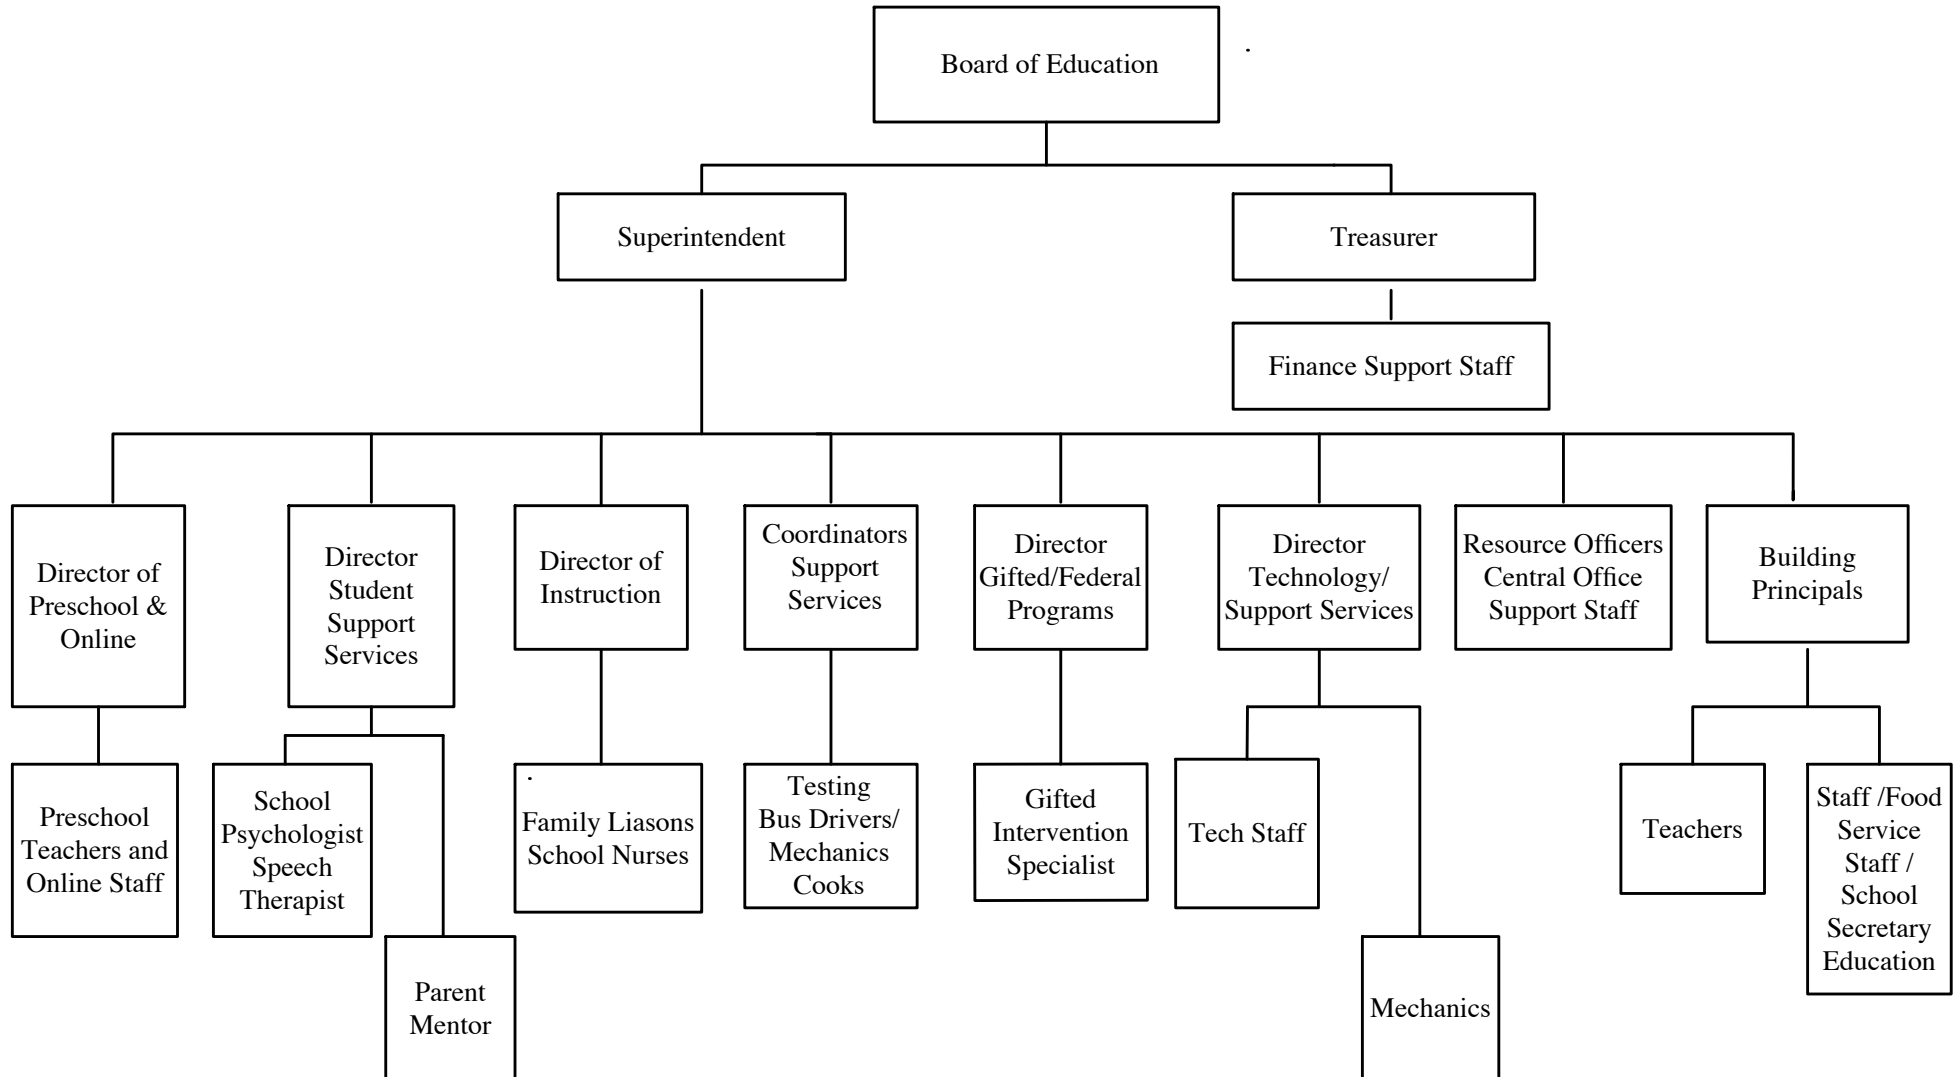 Board of Education
Superintendent
Treasurer
Finance Support Staff
Director of
Preschool &
Online
Director
Student
Support
Services
Director of
Instruction
Coordinators
Support
Services
Director
Gifted/Federal
Programs
Director
Technology/
Support Services
Resource Officers
Central Office
Support Staff
Building
Principals
Preschool
Teachers and
Online Staff
School
Psychologist
Speech
Therapist
Parent
Mentor
Family Liasons
School Nurses
Testing
Bus Drivers/
Mechanics
Cooks
Gifted
Intervention
Specialist
Tech Staff
Mechanics
Teachers
Staff /Food
Service
Staff /
School
Secretary
Education